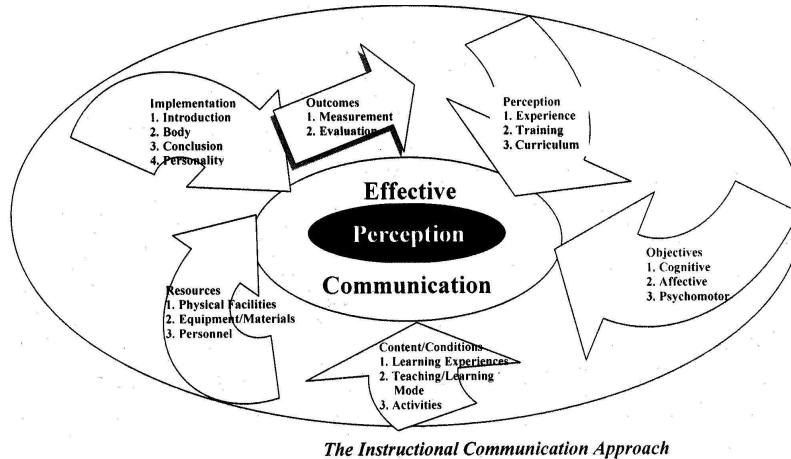 Implementation
1. Introduction
2. Body
3. Conclusion
4. Personality
Outcomes
1. Measurement
2. Evaluation
Perception
1. Experience
2. Training
3. Curriculum
Effective
Perception
Communication
Objectives
1. Cognitive
2. Affective
3. Psychomotor
Resources
1. Physical Facilities
2. Equipment/Materials
3. Personnel
Content/Conditions
1. Learning Experiences
2. Teaching/Learning
Mode
3. Activities
The Instructional Communication Approach